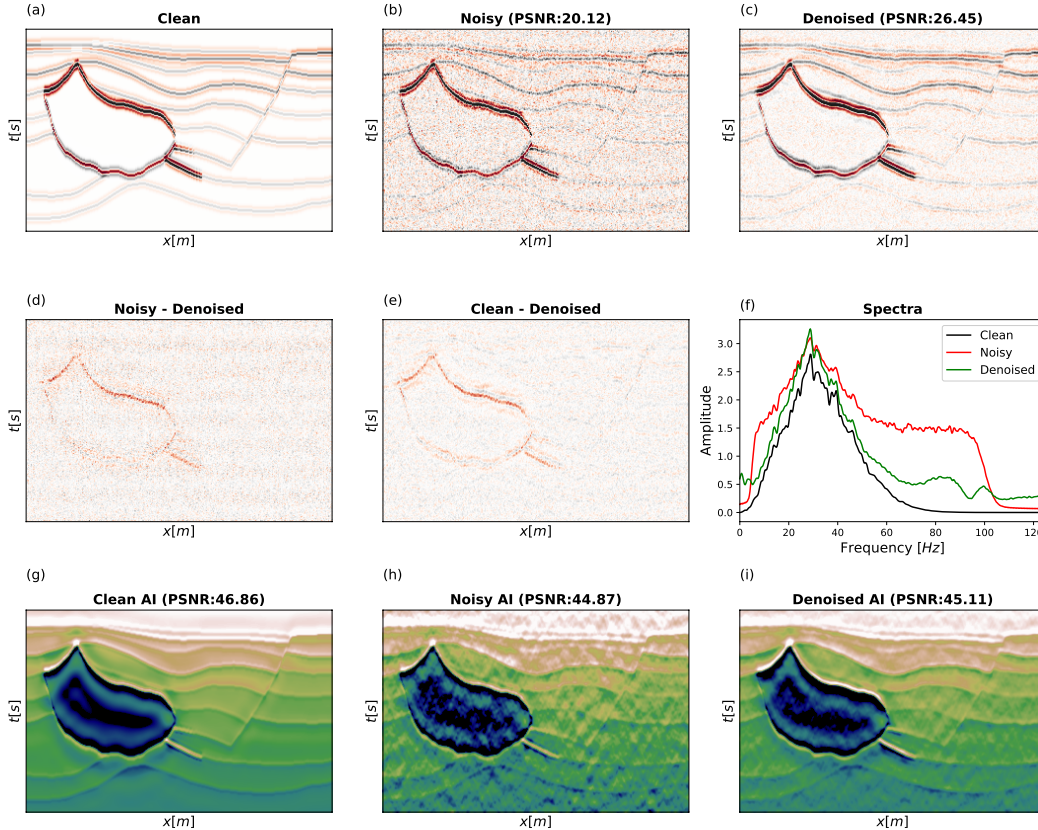 (a)
Clean
t[s]
x[m]
(b)
Noisy (PSNR:20.12)
t[s]
x[m]
(c)
Denoised (PSNR:26.45)
t[s]
x[m]
(d)
Noisy - Denoised
t[s]
x[m]
(e)
Clean - Denoised
t[s]
x[m]
(f)
Spectra
Clean
Noisy
Denoised
Amplitude
3.0
2.5
2.0
1.5
1.0
0.5
0.0
0 20 40 60 80 100 120
Frequency [Hz]
(g)
Clean AI (PSNR:46.86)
t[s]
x[m]
(h)
Noisy AI (PSNR:44.87)
t[s]
x[m]
(i)
Denoised AI (PSNR:45.11)
t[s]
x[m]